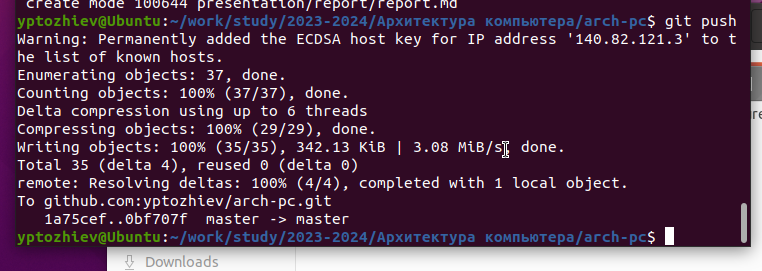 create mode 100644 presentation/report/report.md
yptozhiev@Ubuntu:~/work/study/2023-2024/Архитектура компьютера/arch-pc$ git push
Warning: Permanently added the ECDSA host key for IP address '140.82.121.3' to t
he list of known hosts.
Enumerating objects: 37, done.
Counting objects: 100% (37/37), done.
Delta compression using up to 6 threads
Compressing objects: 100% (29/29), done.
Writing objects: 100% (35/35), 342.13 KiB | 3.08 MiB/s, done.
Total 35 (delta 4), reused 0 (delta 0)
remote: Resolving deltas: 100% (4/4), completed with 1 local object.
To github.com:yptozhiev/arch-pc.git
1a75cef..0bf707f  master -> master
yptozhiev@Ubuntu:~/work/study/2023-2024/Архитектура компьютера/arch-pc$
Downloads